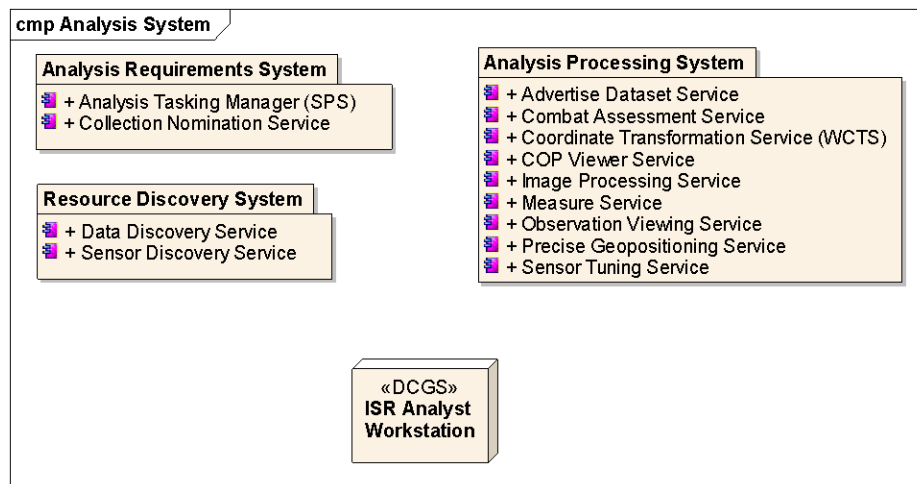 cmp Analysis System
Analysis Requirements System
+ Analysis Tasking Manager (SPS)
+ Collection Nomination Service
Resource Discovery System
+ Data Discovery Service
+ Sensor Discovery Service
Analysis Processing System
+ Advertise Dataset Service
+ Combat Assessment Service
+ Coordinate Transformation Service (WCTS)
+ COP Viewer Service
+ Image Processing Service
+ Measure Service
+ Observation Viewing Service
+ Precise Geopositioning Service
+ Sensor Tuning Service
«DCGS»
ISR Analyst
Workstation